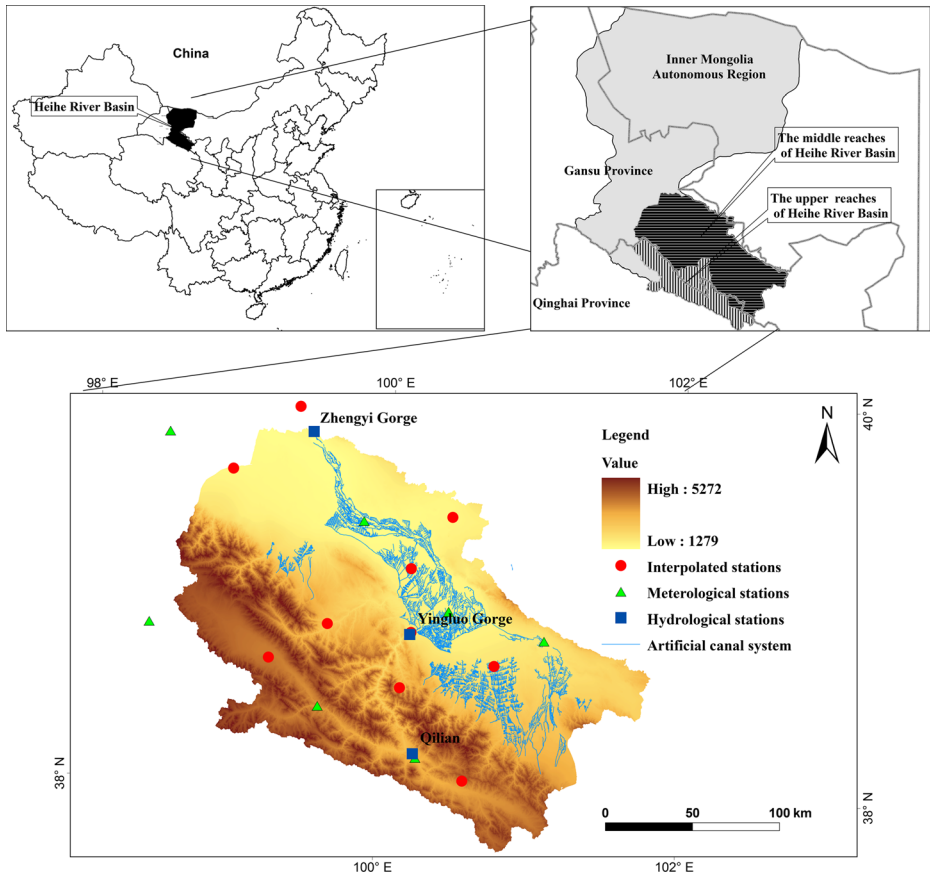 China
Heihe River Basin
Inner Mongolia
Autonomous Region
The middle reaches
of Heihe River Basin
Gansu Province
The upper reaches
of Heihe River Basin
Qinghai Province
98° E
100° E
102° E
40° N
Zhengyi Gorge
N
Legend
Value
High : 5272
Low : 1279
Interpolated stations
Meterological stations
Yingluo Gorge
Hydrological stations
Artificial canal system
Qilian
38° N
38° N
0
50
100 km
100° E
102° E